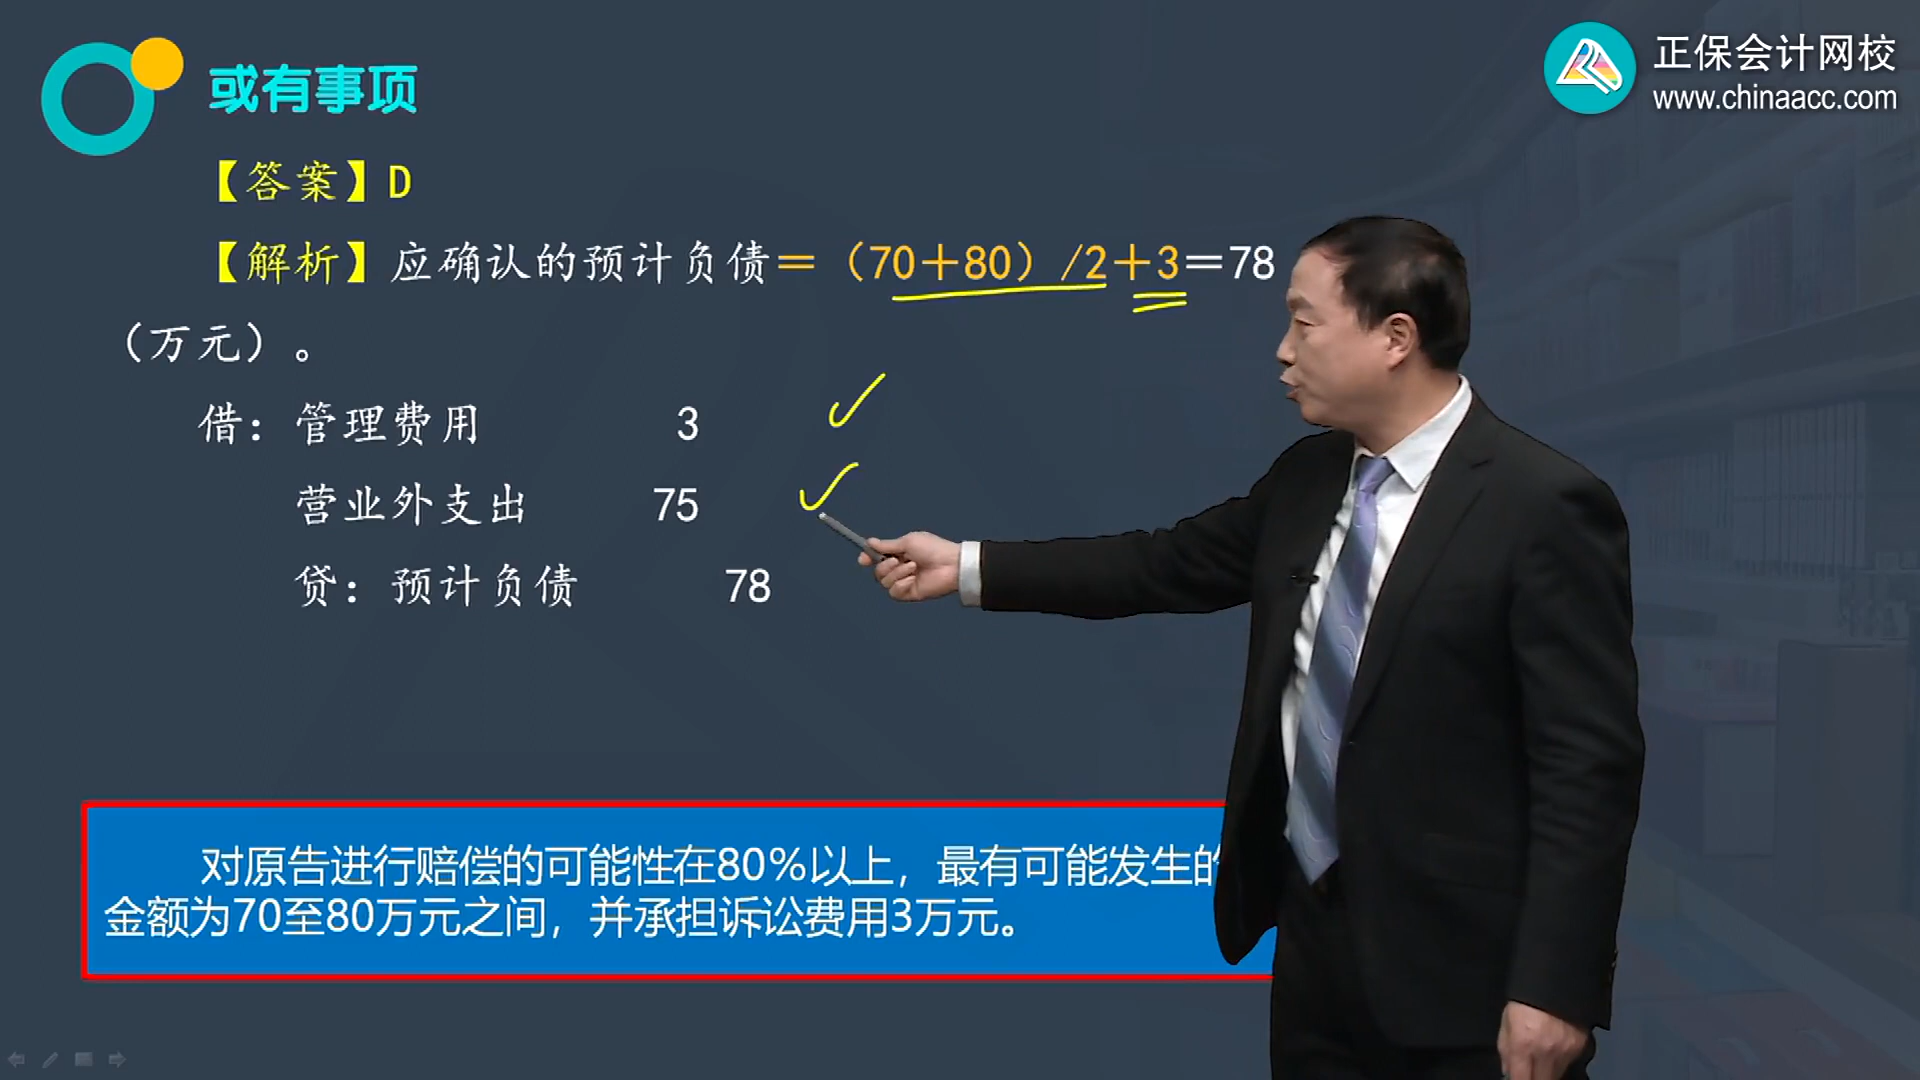 或有事项
正保会计网校
www.chinaacc.com
【答案】D
【解析】应确认的预计负债＝（70＋80）/2＋3＝78
（万元）。
借：管理费用 3
营业外支出 75
贷：预计负债 78
对原告进行赔偿的可能性在80%以上，最有可能发生的
金额为70至80万元之间，并承担诉讼费用3万元。